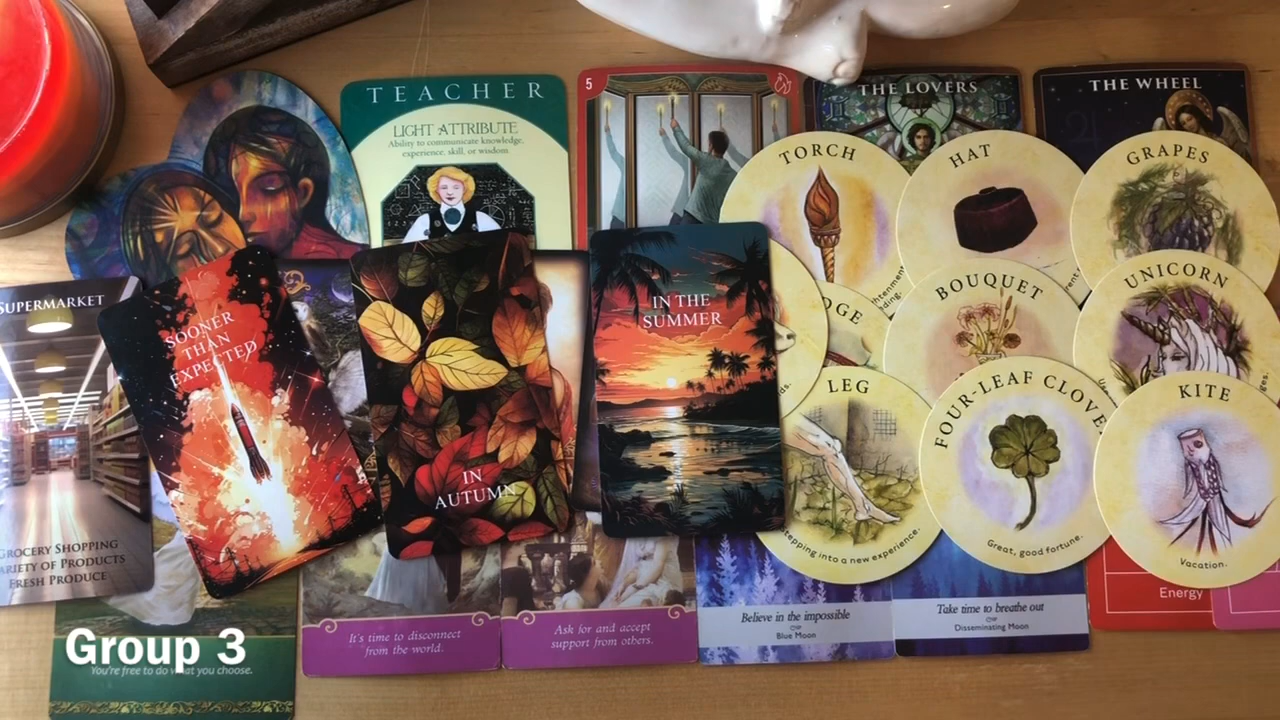 TEACHER
LIGHT ATTRIBUTE
Ability to communicate knowledge,
experience, skill, or wisdom.
5
THE LOVERS
THE WHEEL
TORCH
HAT
GRAPES
SUPERMARKET
GROCERY SHOPPING
VARIETY OF PRODUCTS
FRESH PRODUCE
SOONER
THAN
EXPECTED
IN
AUTUMN
IN THE
SUMMER
BOUQUET
UNICORN
LEG
stepping into a new experience.
FOUR-LEAF CLOVER
Great, good fortune.
KITE
Vacation.
It's time to disconnect
from the world.
Ask for and accept
support from others.
Believe in the impossible
Blue Moon
Take time to breathe out
Disseminating Moon
Energy
Group 3
You're free to do what you choose.